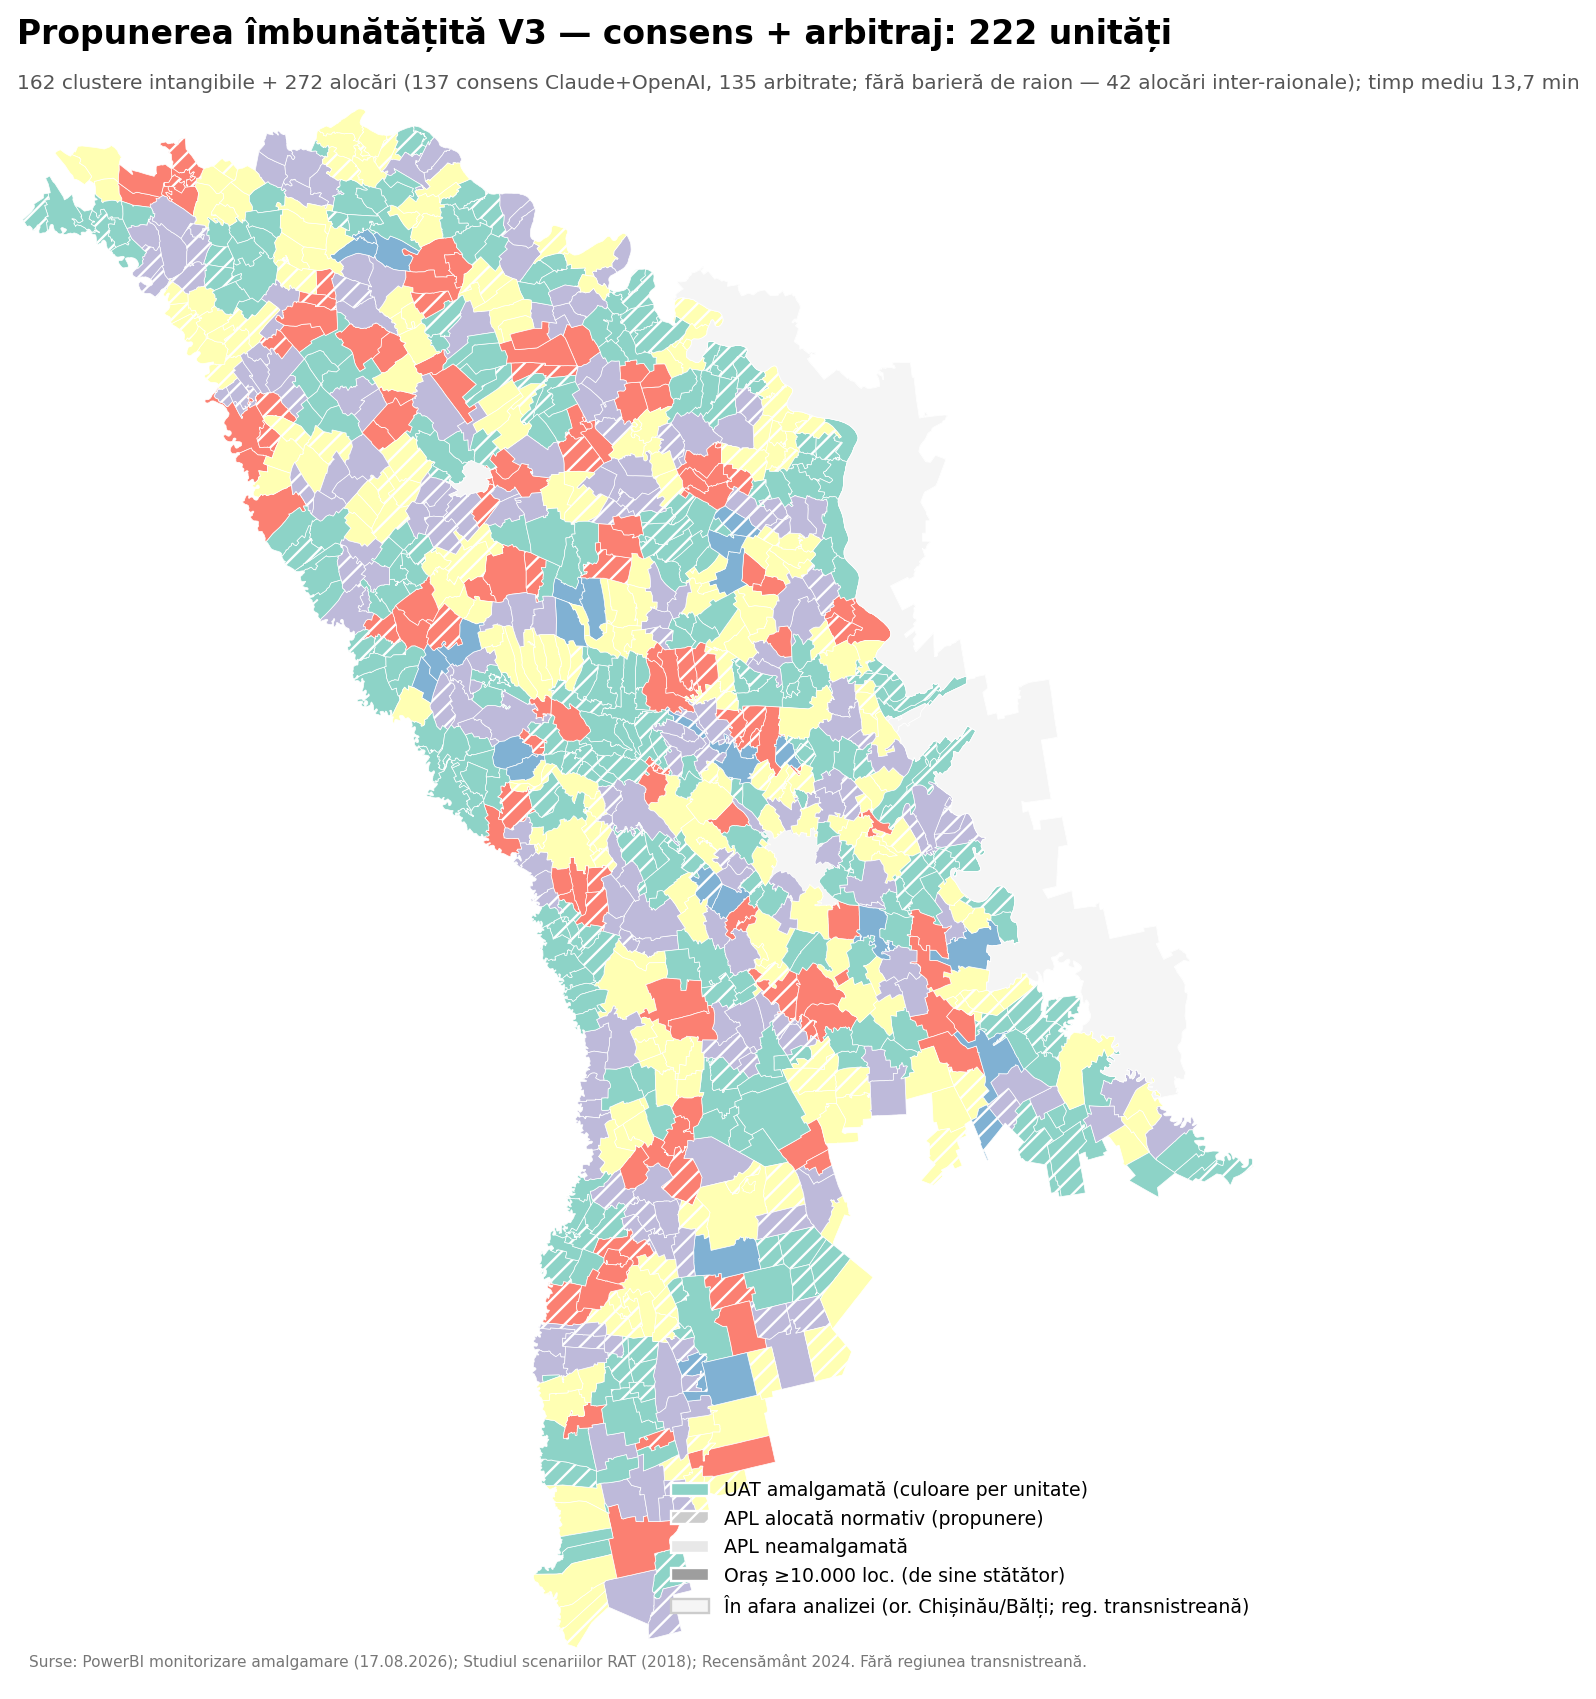 Propunerea îmbunătățită V3 — consens + arbitraj: 222 unități
162 clustere intangibile + 272 alocări (137 consens Claude+OpenAI, 135 arbitrate; fără barieră de raion — 42 alocări inter-raionale); timp mediu 13,7 min
UAT amalgamată (culoare per unitate)
APL alocată normativ (propunere)
APL neamalgamată
Oraș ≥10.000 loc. (de sine stătător)
În afara analizei (or. Chișinău/Bălți; reg. transnistreană)
Surse: PowerBI monitorizare amalgamare (17.08.2026); Studiul scenariilor RAT (2018); Recensământ 2024. Fără regiunea transnistreană.